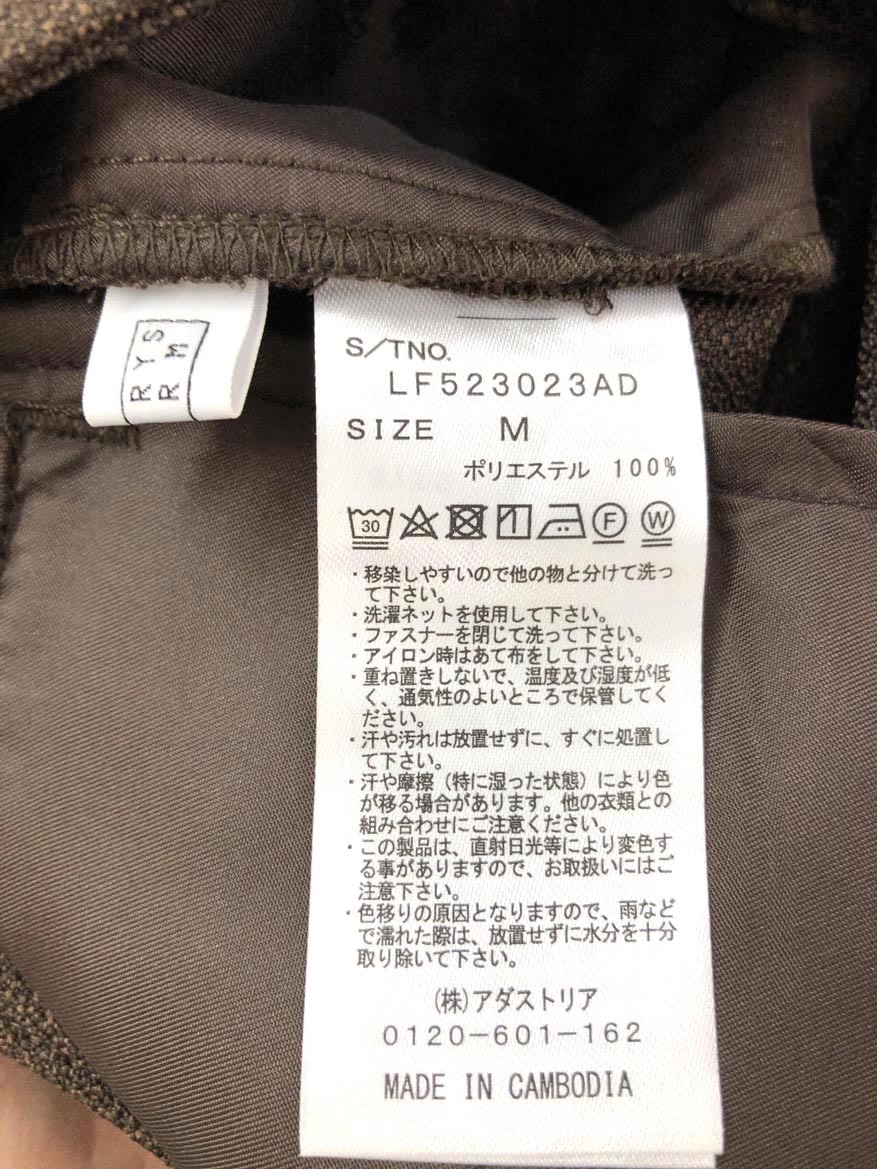 S/TNO.
LF523023AD
SIZE M
ポリエステル 100%
30 F W
・移染しやすいので他の物と分けて洗っ
て下さい。
・洗濯ネットを使用して下さい。
・ファスナーを閉じて洗って下さい。
・アイロン時はあて布をして下さい。
・重ね置きしないで、温度及び湿度が低
く、通気性のよいところで保管してく
ださい。
・汗や汚れは放置せずに、すぐに処置し
て下さい。
・汗や摩擦（特に湿った状態）により色
が移る場合があります。他の衣類との
組み合わせにご注意ください。
・この製品は、直射日光等により変色す
る事がありますので、お取扱いにはご
注意下さい。
・色移りの原因となりますので、雨など
で濡れた際は、放置せずに水分を十分
取り除いて下さい。
(株)アダストリア
0120-601-162
MADE IN CAMBODIA
R Y S
R M